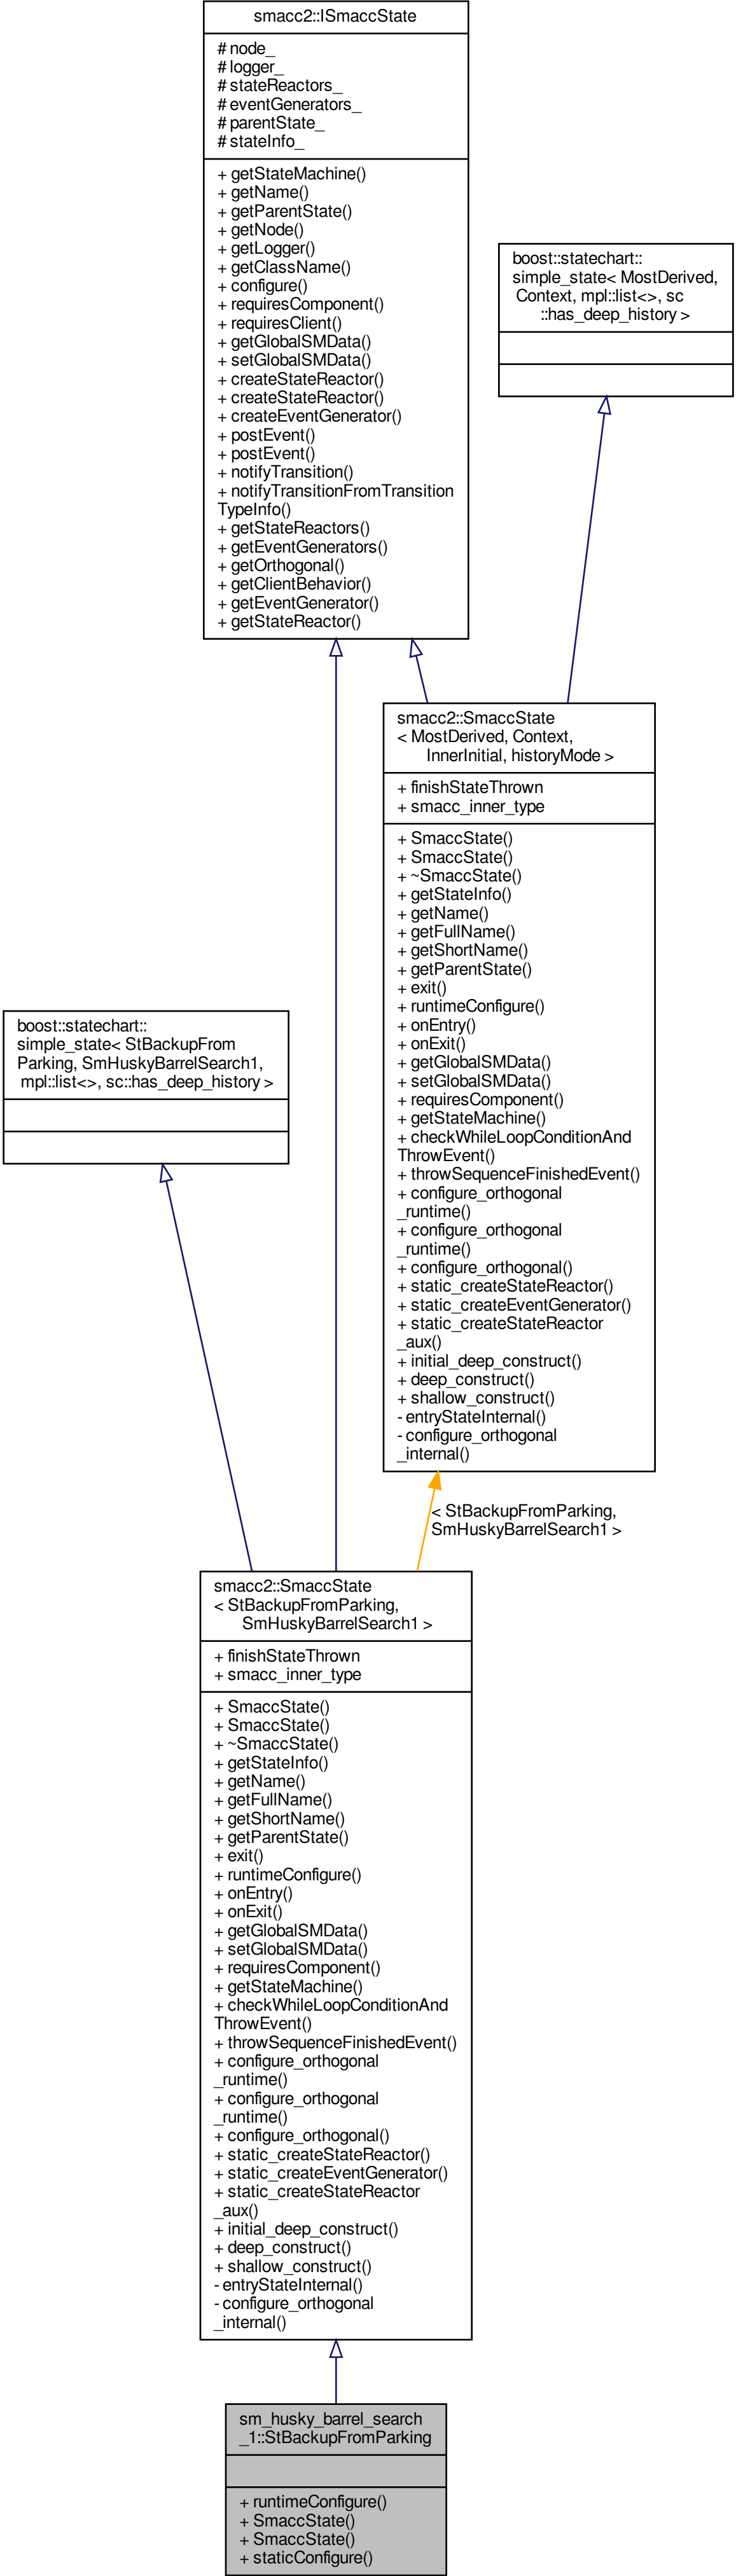 smacc2::ISmaccState
# node_
# logger_
# stateReactors_
# eventGenerators_
# parentState_
# stateInfo_
+ getStateMachine()
+ getName()
+ getParentState()
+ getNode()
+ getLogger()
+ getClassName()
+ configure()
+ requiresComponent()
+ requiresClient()
+ getGlobalSMData()
+ setGlobalSMData()
+ createStateReactor()
+ createStateReactor()
+ createEventGenerator()
+ postEvent()
+ postEvent()
+ notifyTransition()
+ notifyTransitionFromTransition
TypeInfo()
+ getStateReactors()
+ getEventGenerators()
+ getOrthogonal()
+ getClientBehavior()
+ getEventGenerator()
+ getStateReactor()
boost::statechart::
simple_state< MostDerived,
Context, mpl::list<>, sc
::has_deep_history >
smacc2::SmaccState
< MostDerived, Context,
InnerInitial, historyMode >
+ finishStateThrown
+ smacc_inner_type
+ SmaccState()
+ SmaccState()
+ ~SmaccState()
+ getStateInfo()
+ getName()
+ getFullName()
+ getShortName()
+ getParentState()
+ exit()
+ runtimeConfigure()
+ onEntry()
+ onExit()
+ getGlobalSMData()
+ setGlobalSMData()
+ requiresComponent()
+ getStateMachine()
+ checkWhileLoopConditionAnd
ThrowEvent()
+ throwSequenceFinishedEvent()
+ configure_orthogonal
_runtime()
+ configure_orthogonal
_runtime()
+ configure_orthogonal()
+ static_createStateReactor()
+ static_createEventGenerator()
+ static_createStateReactor
_aux()
+ initial_deep_construct()
+ deep_construct()
+ shallow_construct()
- entryStateInternal()
- configure_orthogonal
_internal()
boost::statechart::
simple_state< StBackupFrom
Parking, SmHuskyBarrelSearch1,
mpl::list<>, sc::has_deep_history >
< StBackupFromParking,
SmHuskyBarrelSearch1 >
smacc2::SmaccState
< StBackupFromParking,
SmHuskyBarrelSearch1 >
+ finishStateThrown
+ smacc_inner_type
+ SmaccState()
+ SmaccState()
+ ~SmaccState()
+ getStateInfo()
+ getName()
+ getFullName()
+ getShortName()
+ getParentState()
+ exit()
+ runtimeConfigure()
+ onEntry()
+ onExit()
+ getGlobalSMData()
+ setGlobalSMData()
+ requiresComponent()
+ getStateMachine()
+ checkWhileLoopConditionAnd
ThrowEvent()
+ throwSequenceFinishedEvent()
+ configure_orthogonal
_runtime()
+ configure_orthogonal
_runtime()
+ configure_orthogonal()
+ static_createStateReactor()
+ static_createEventGenerator()
+ static_createStateReactor
_aux()
+ initial_deep_construct()
+ deep_construct()
+ shallow_construct()
- entryStateInternal()
- configure_orthogonal
_internal()
sm_husky_barrel_search
_1::StBackupFromParking
+ runtimeConfigure()
+ SmaccState()
+ SmaccState()
+ staticConfigure()